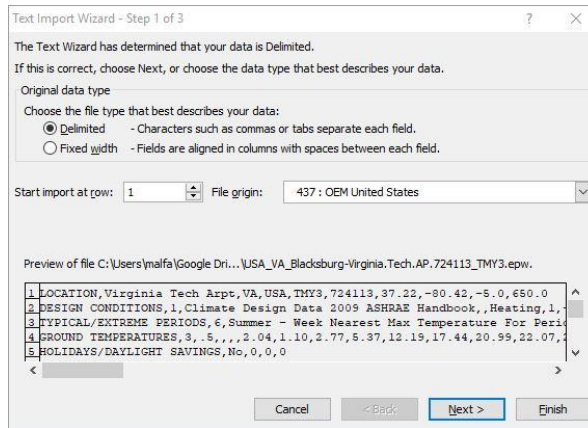 Text Import Wizard - Step 1 of 3
The Text Wizard has determined that your data is Delimited.
If this is correct, choose Next, or choose the data type that best describes your data.
Original data type
Choose the file type that best describes your data:
Delimited - Characters such as commas or tabs separate each field.
Fixed width - Fields are aligned in columns with spaces between each field.
Start import at row: 1 File origin: 437 : OEM United States
Preview of file C:\Users\malfa\Google Dri...\USA_VA_Blacksburg-Virginia.Tech.AP.724113_TMY3.epw.
1 LOCATION,Virginia Tech Arpt,VA,USA,TMY3,724113,37.22,-80.42,-5.0,650.0
2 DESIGN CONDITIONS,1,Climate Design Data 2009 ASHRAE Handbook,,Heating,1,
3 TYPICAL/EXTREME PERIODS,6,Summer - Week Nearest Max Temperature For
4 GROUND TEMPERATURES,3,.5,,,,2.04,1.10,2.77,5.37,12.19,17.44,20.99,22.07,
5 HOLIDAYS/DAYLIGHT SAVINGS,No,0,0,0
Cancel < Back Next > Finish